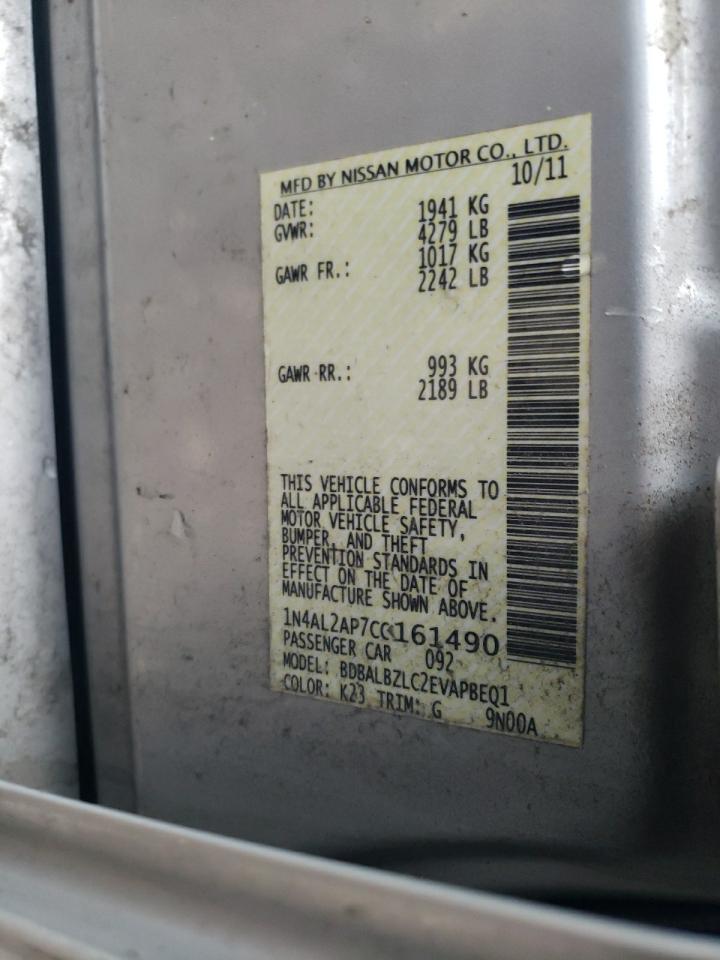 MFD BY NISSAN MOTOR CO., LTD.
10/11
DATE: 1941 KG
GVWR: 4279 LB
1017 KG
GAWR FR.: 2242 LB
GAWR RR.: 993 KG
2189 LB
THIS VEHICLE CONFORMS TO
ALL APPLICABLE FEDERAL
MOTOR VEHICLE SAFETY,
BUMPER, AND THEFT
PREVENTION STANDARDS IN
EFFECT ON THE DATE OF
MANUFACTURE SHOWN ABOVE.
1N4AL2AP7CC161490
PASSENGER CAR 092
MODEL: BDBALBZLC2EVAPBEQ1
COLOR: K23 TRIM: G 9N00A